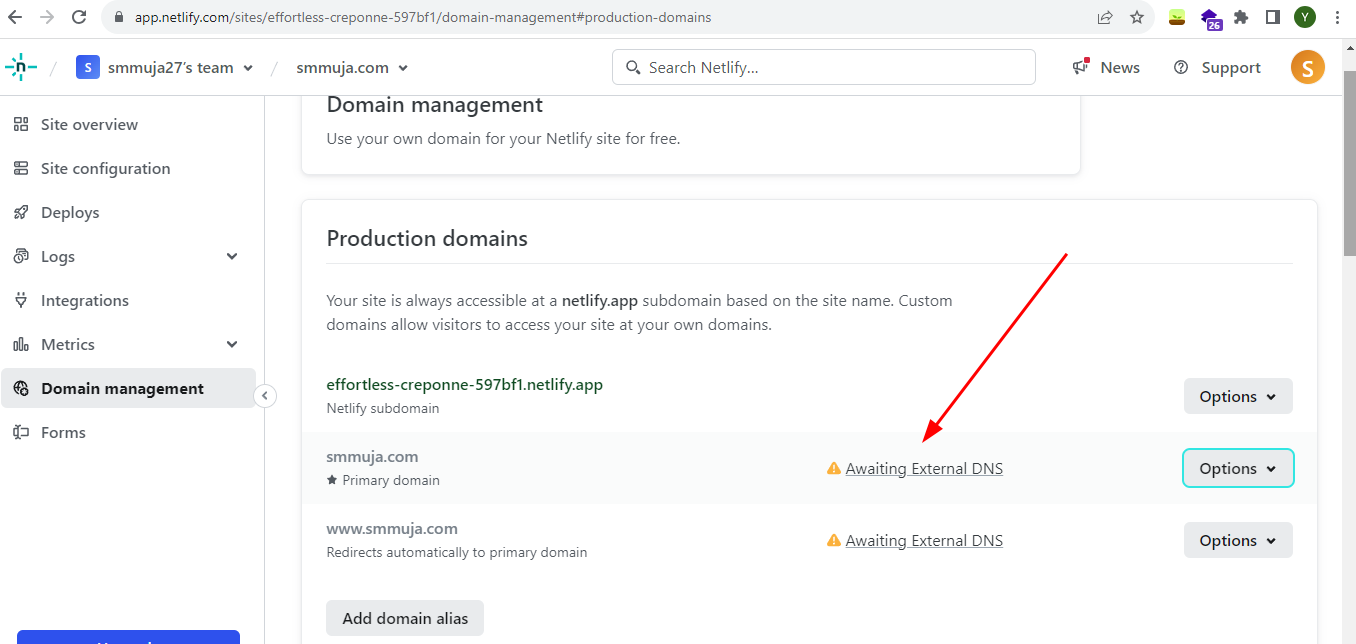 app.netlify.com/sites/effortless-creponne-597bf1/domain-management#production-domains
26
Y
n
/
S
smmuja27's team
/
smmuja.com
Search Netlify...
News
Support
S
Site overview
Site configuration
Deploys
Logs
Integrations
Metrics
Domain management
Forms
Domain management
Use your own domain for your Netlify site for free.
Production domains
Your site is always accessible at a netlify.app subdomain based on the site name. Custom
domains allow visitors to access your site at your own domains.
effortless-creponne-597bf1.netlify.app
Netlify subdomain
Options
smmuja.com
Primary domain
Awaiting External DNS
Options
www.smmuja.com
Redirects automatically to primary domain
Awaiting External DNS
Options
Add domain alias